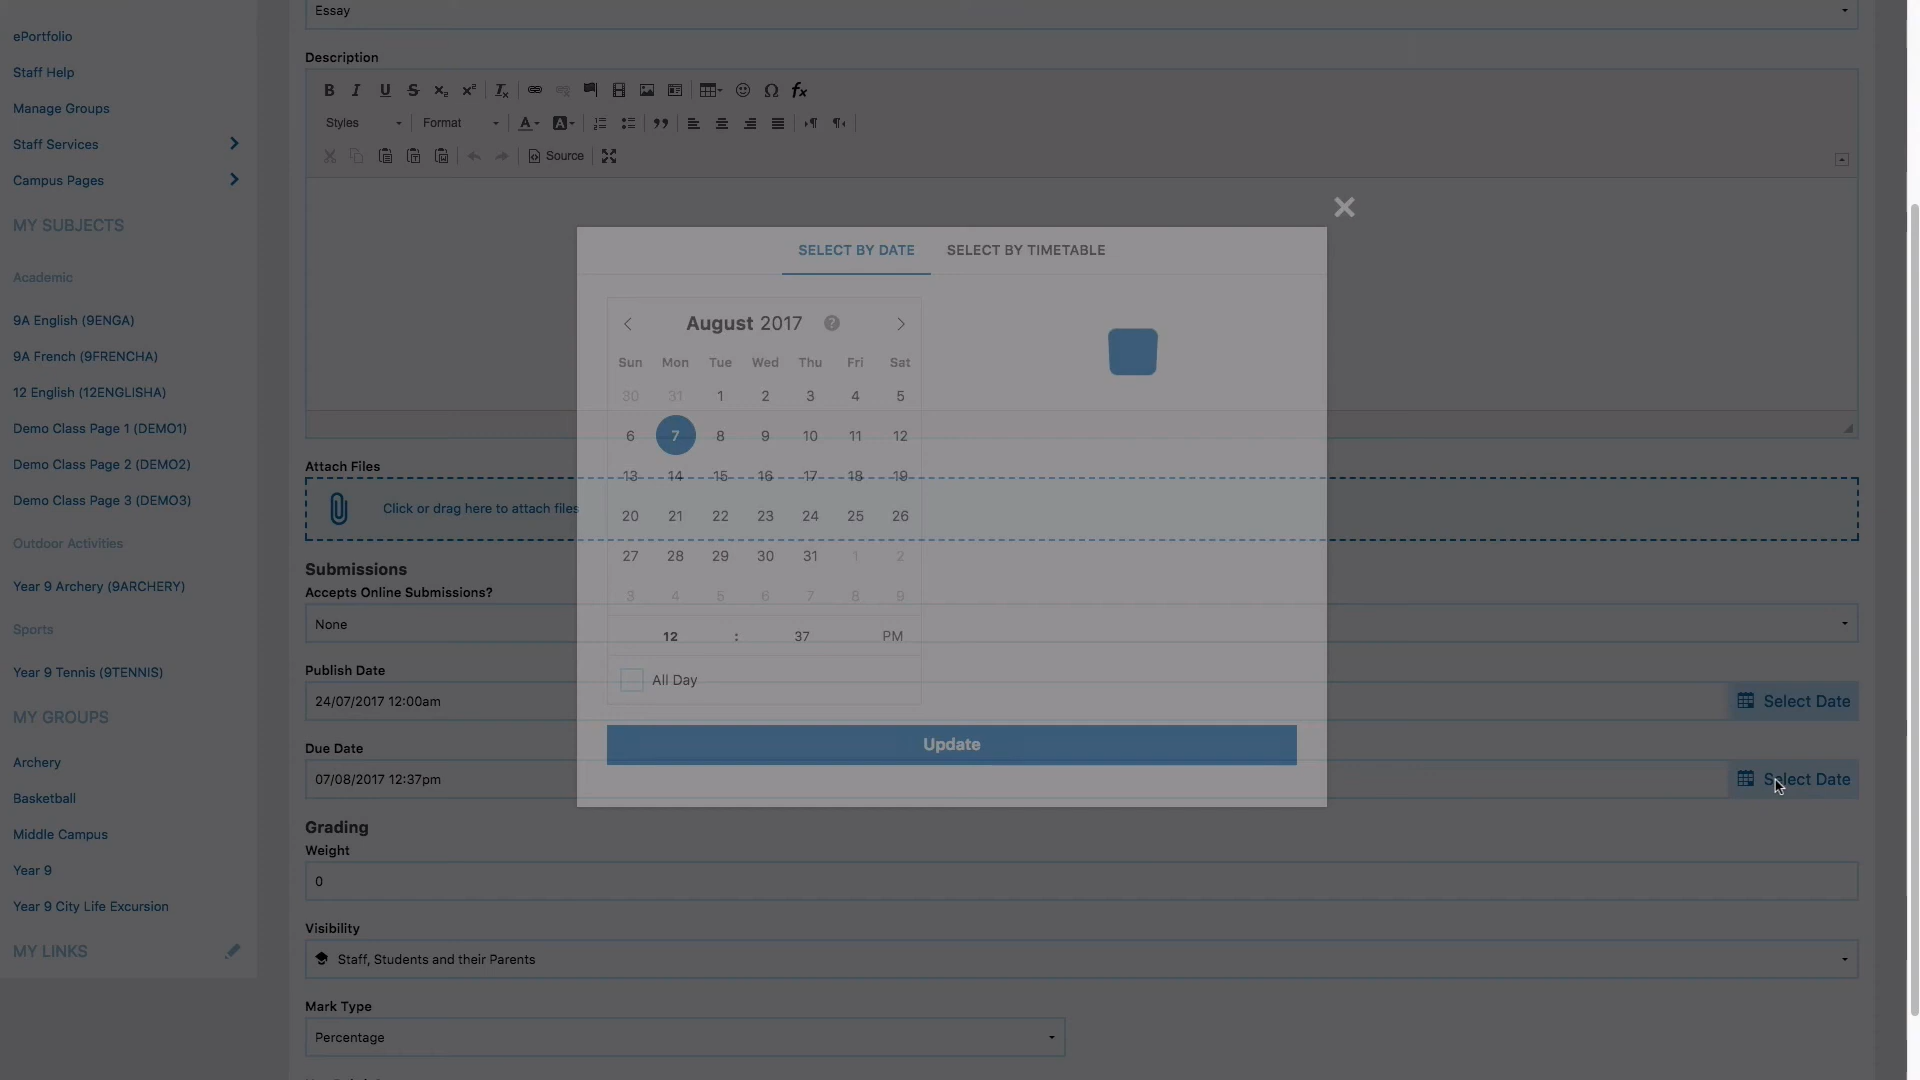 Essay
ePortfolio
Staff Help
Manage Groups
Staff Services
Campus Pages
MY SUBJECTS
Academic
9A English (9ENGA)
9A French (9FRENCHA)
12 English (12ENGLISHA)
Demo Class Page 1 (DEMO1)
Demo Class Page 2 (DEMO2)
Demo Class Page 3 (DEMO3)
Outdoor Activities
Year 9 Archery (9ARCHERY)
Sports
Year 9 Tennis (9TENNIS)
MY GROUPS
Archery
Basketball
Middle Campus
Year 9
Year 9 City Life Excursion
MY LINKS
Description
Styles Format
Source
SELECT BY DATE SELECT BY TIMETABLE
August 2017
Sun Mon Tue Wed Thu Fri Sat
30 31 1 2 3 4 5
6 7 8 9 10 11 12
13 14 15 16 17 18 19
20 21 22 23 24 25 26
27 28 29 30 31 1 2
3 4 5 6 7 8 9
12 : 37 PM
All Day
Update
Attach Files
Click or drag here to attach files
Submissions
Accepts Online Submissions?
None
Publish Date
24/07/2017 12:00am Select Date
Due Date
07/08/2017 12:37pm Select Date
Grading
Weight
0
Visibility
Staff, Students and their Parents
Mark Type
Percentage